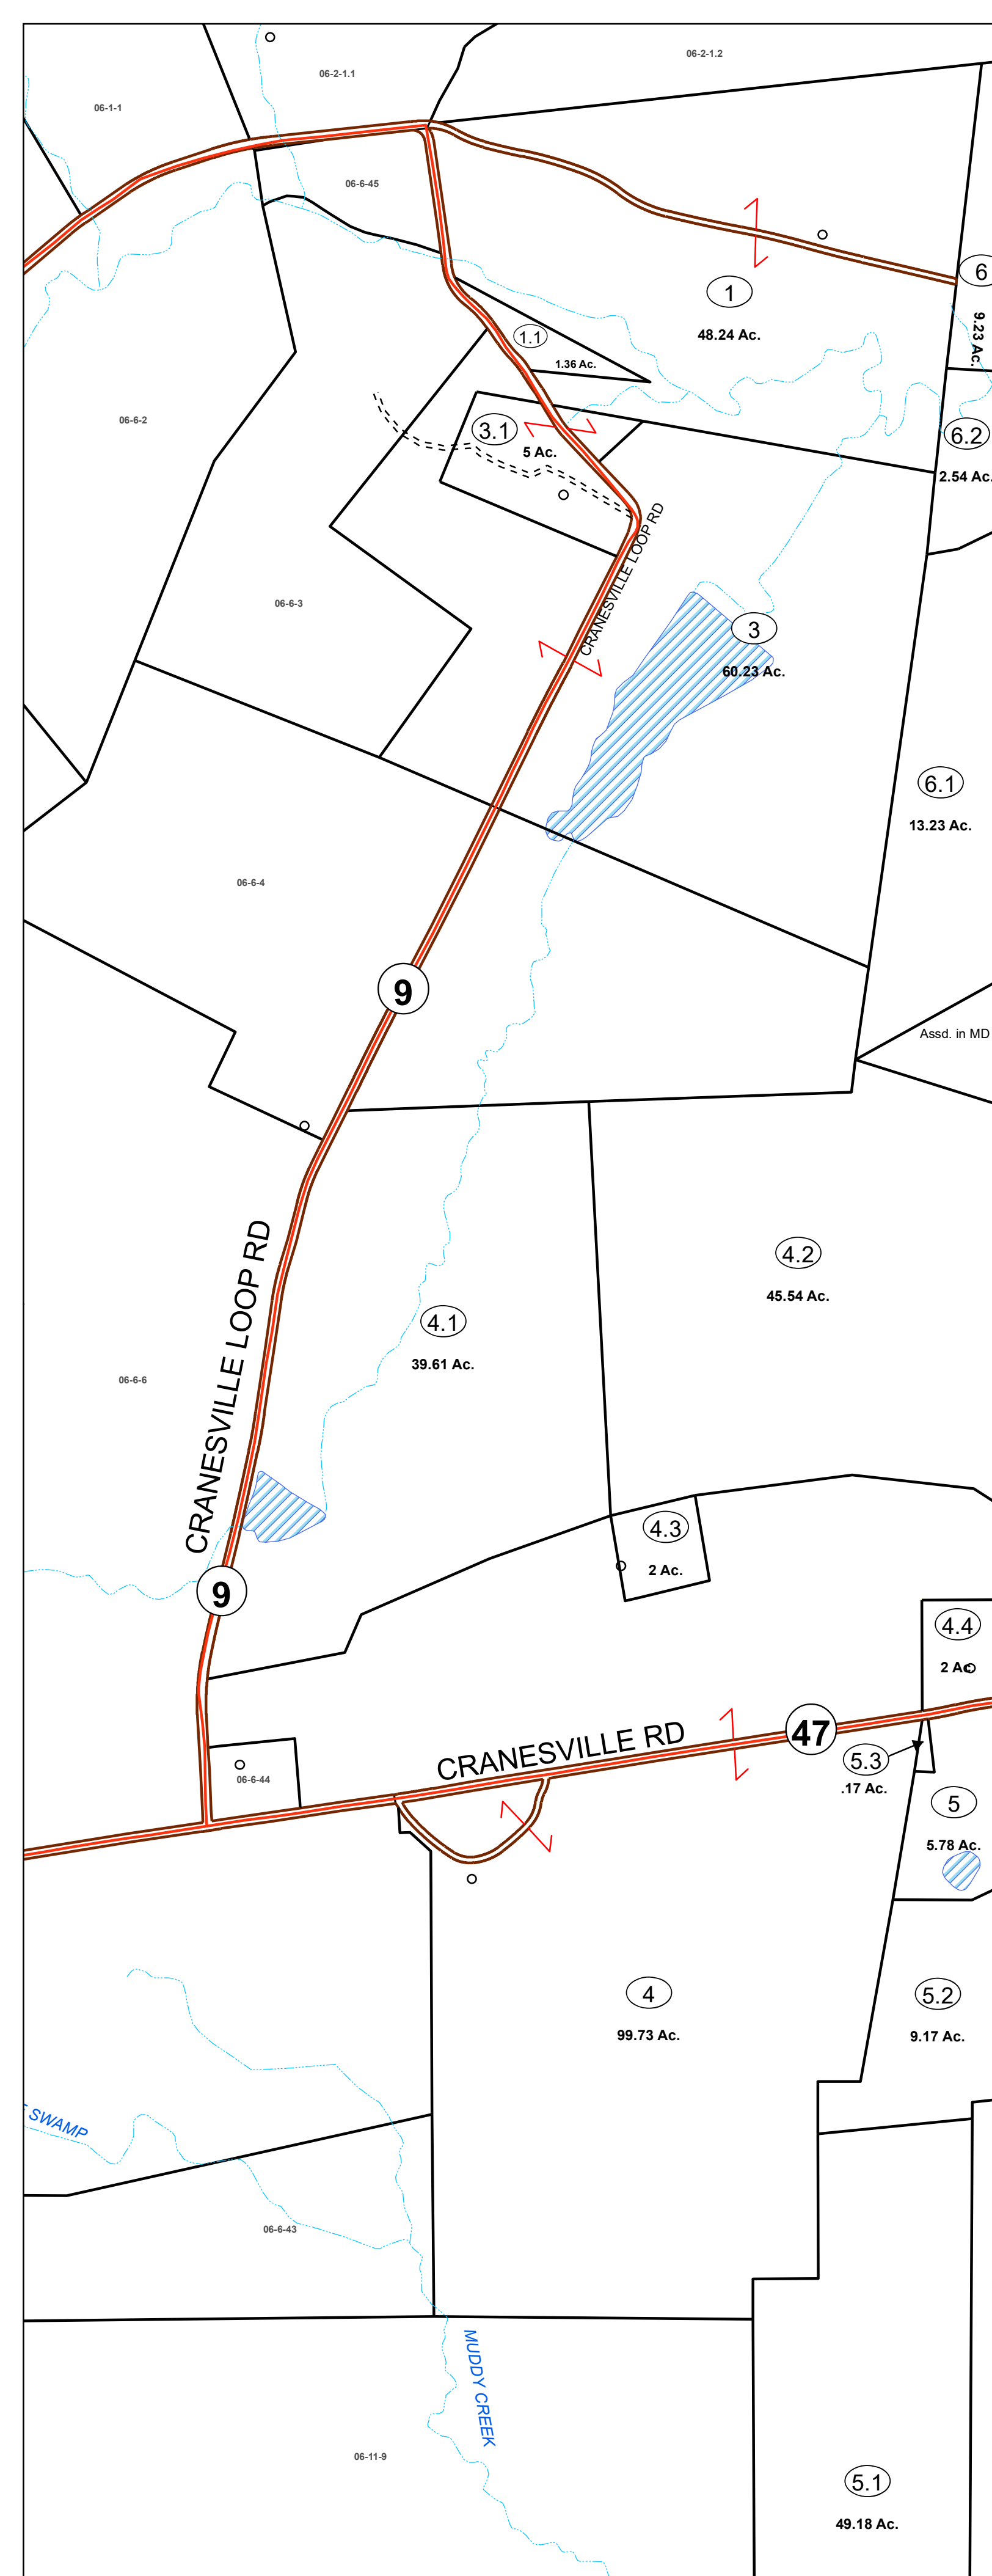 06-2-1.2
06-2-1.1
06-1-1
06-6-45
6
9.23 Ac.
1
48.24 Ac.
1.1
1.36 Ac.
06-6-2
3.1
5 Ac.
6.2
2.54 Ac.
CRANESVILLE LOOP RD
06-6-3
3
60.23 Ac.
6.1
13.23 Ac.
06-6-4
9
Assd. in MD
4.2
45.54 Ac.
4.1
39.61 Ac.
CRANESVILLE LOOP RD
06-6-6
4.3
2 Ac.
9
4.4
2 Ac
47
CRANESVILLE RD
5.3
.17 Ac.
06-6-44
5
5.78 Ac.
4
99.73 Ac.
5.2
9.17 Ac.
SWAMP
06-6-43
MUDDY CREEK
06-11-9
5.1
49.18 Ac.